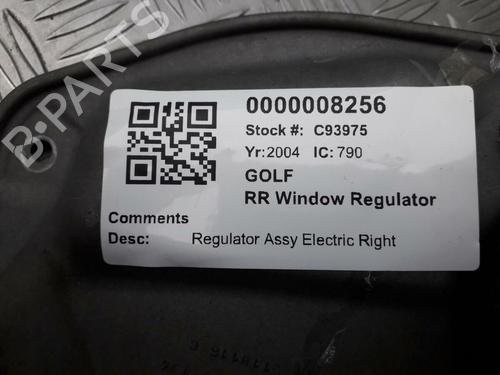 0000008256
Stock #: C93975
Yr:2004 IC:790
GOLF
RR Window Regulator
Comments
Desc: Regulator Assy Electric Right
B-PARTS